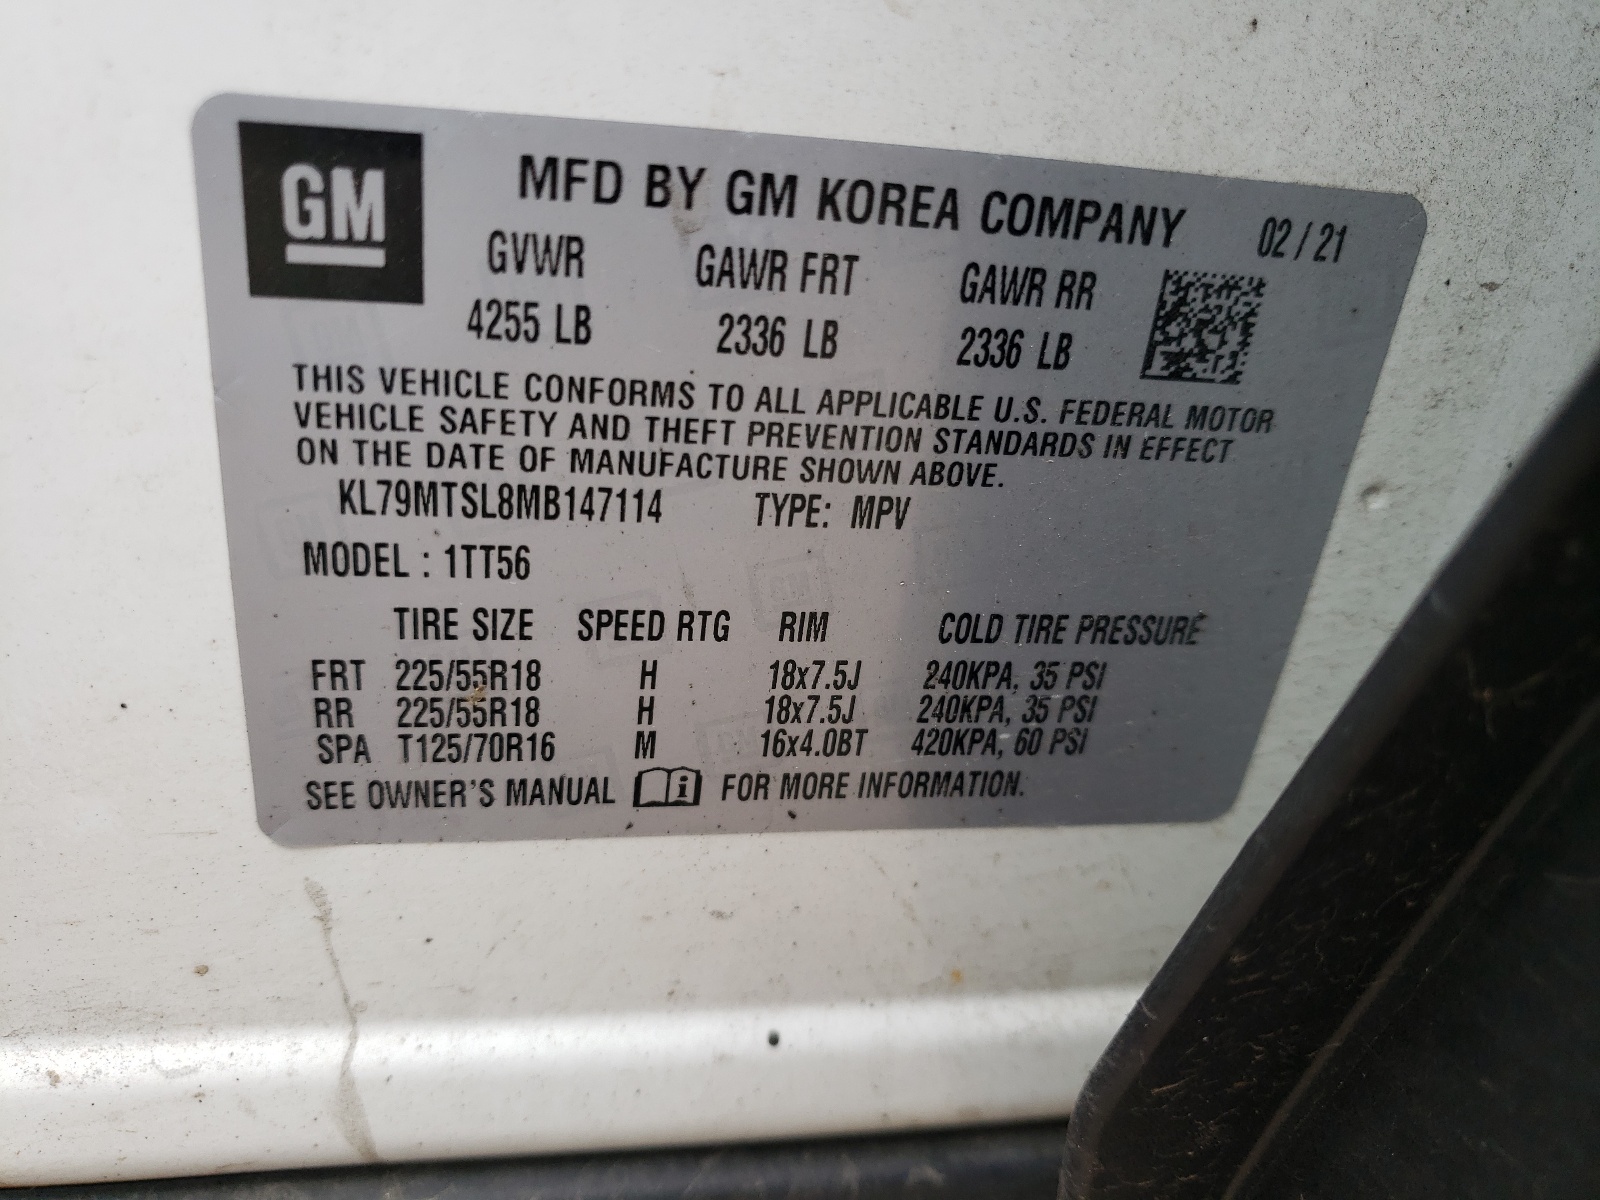 GM
MFD BY GM KOREA COMPANY 02/21
GVWR GAWR FRT GAWR RR
4255 LB 2336 LB 2336 LB
THIS VEHICLE CONFORMS TO ALL APPLICABLE U.S. FEDERAL MOTOR
VEHICLE SAFETY AND THEFT PREVENTION STANDARDS IN EFFECT
ON THE DATE OF MANUFACTURE SHOWN ABOVE.
KL79MTSL8MB147114 TYPE: MPV
MODEL : 1TT56
TIRE SIZE SPEED RTG RIM COLD TIRE PRESSURE
FRT 225/55R18 H 18x7.5J 240KPA, 35 PSI
RR 225/55R18 H 18x7.5J 240KPA, 35 PSI
SPA T125/70R16 M 16x4.0BT 420KPA, 60 PSI
SEE OWNER'S MANUAL i FOR MORE INFORMATION.